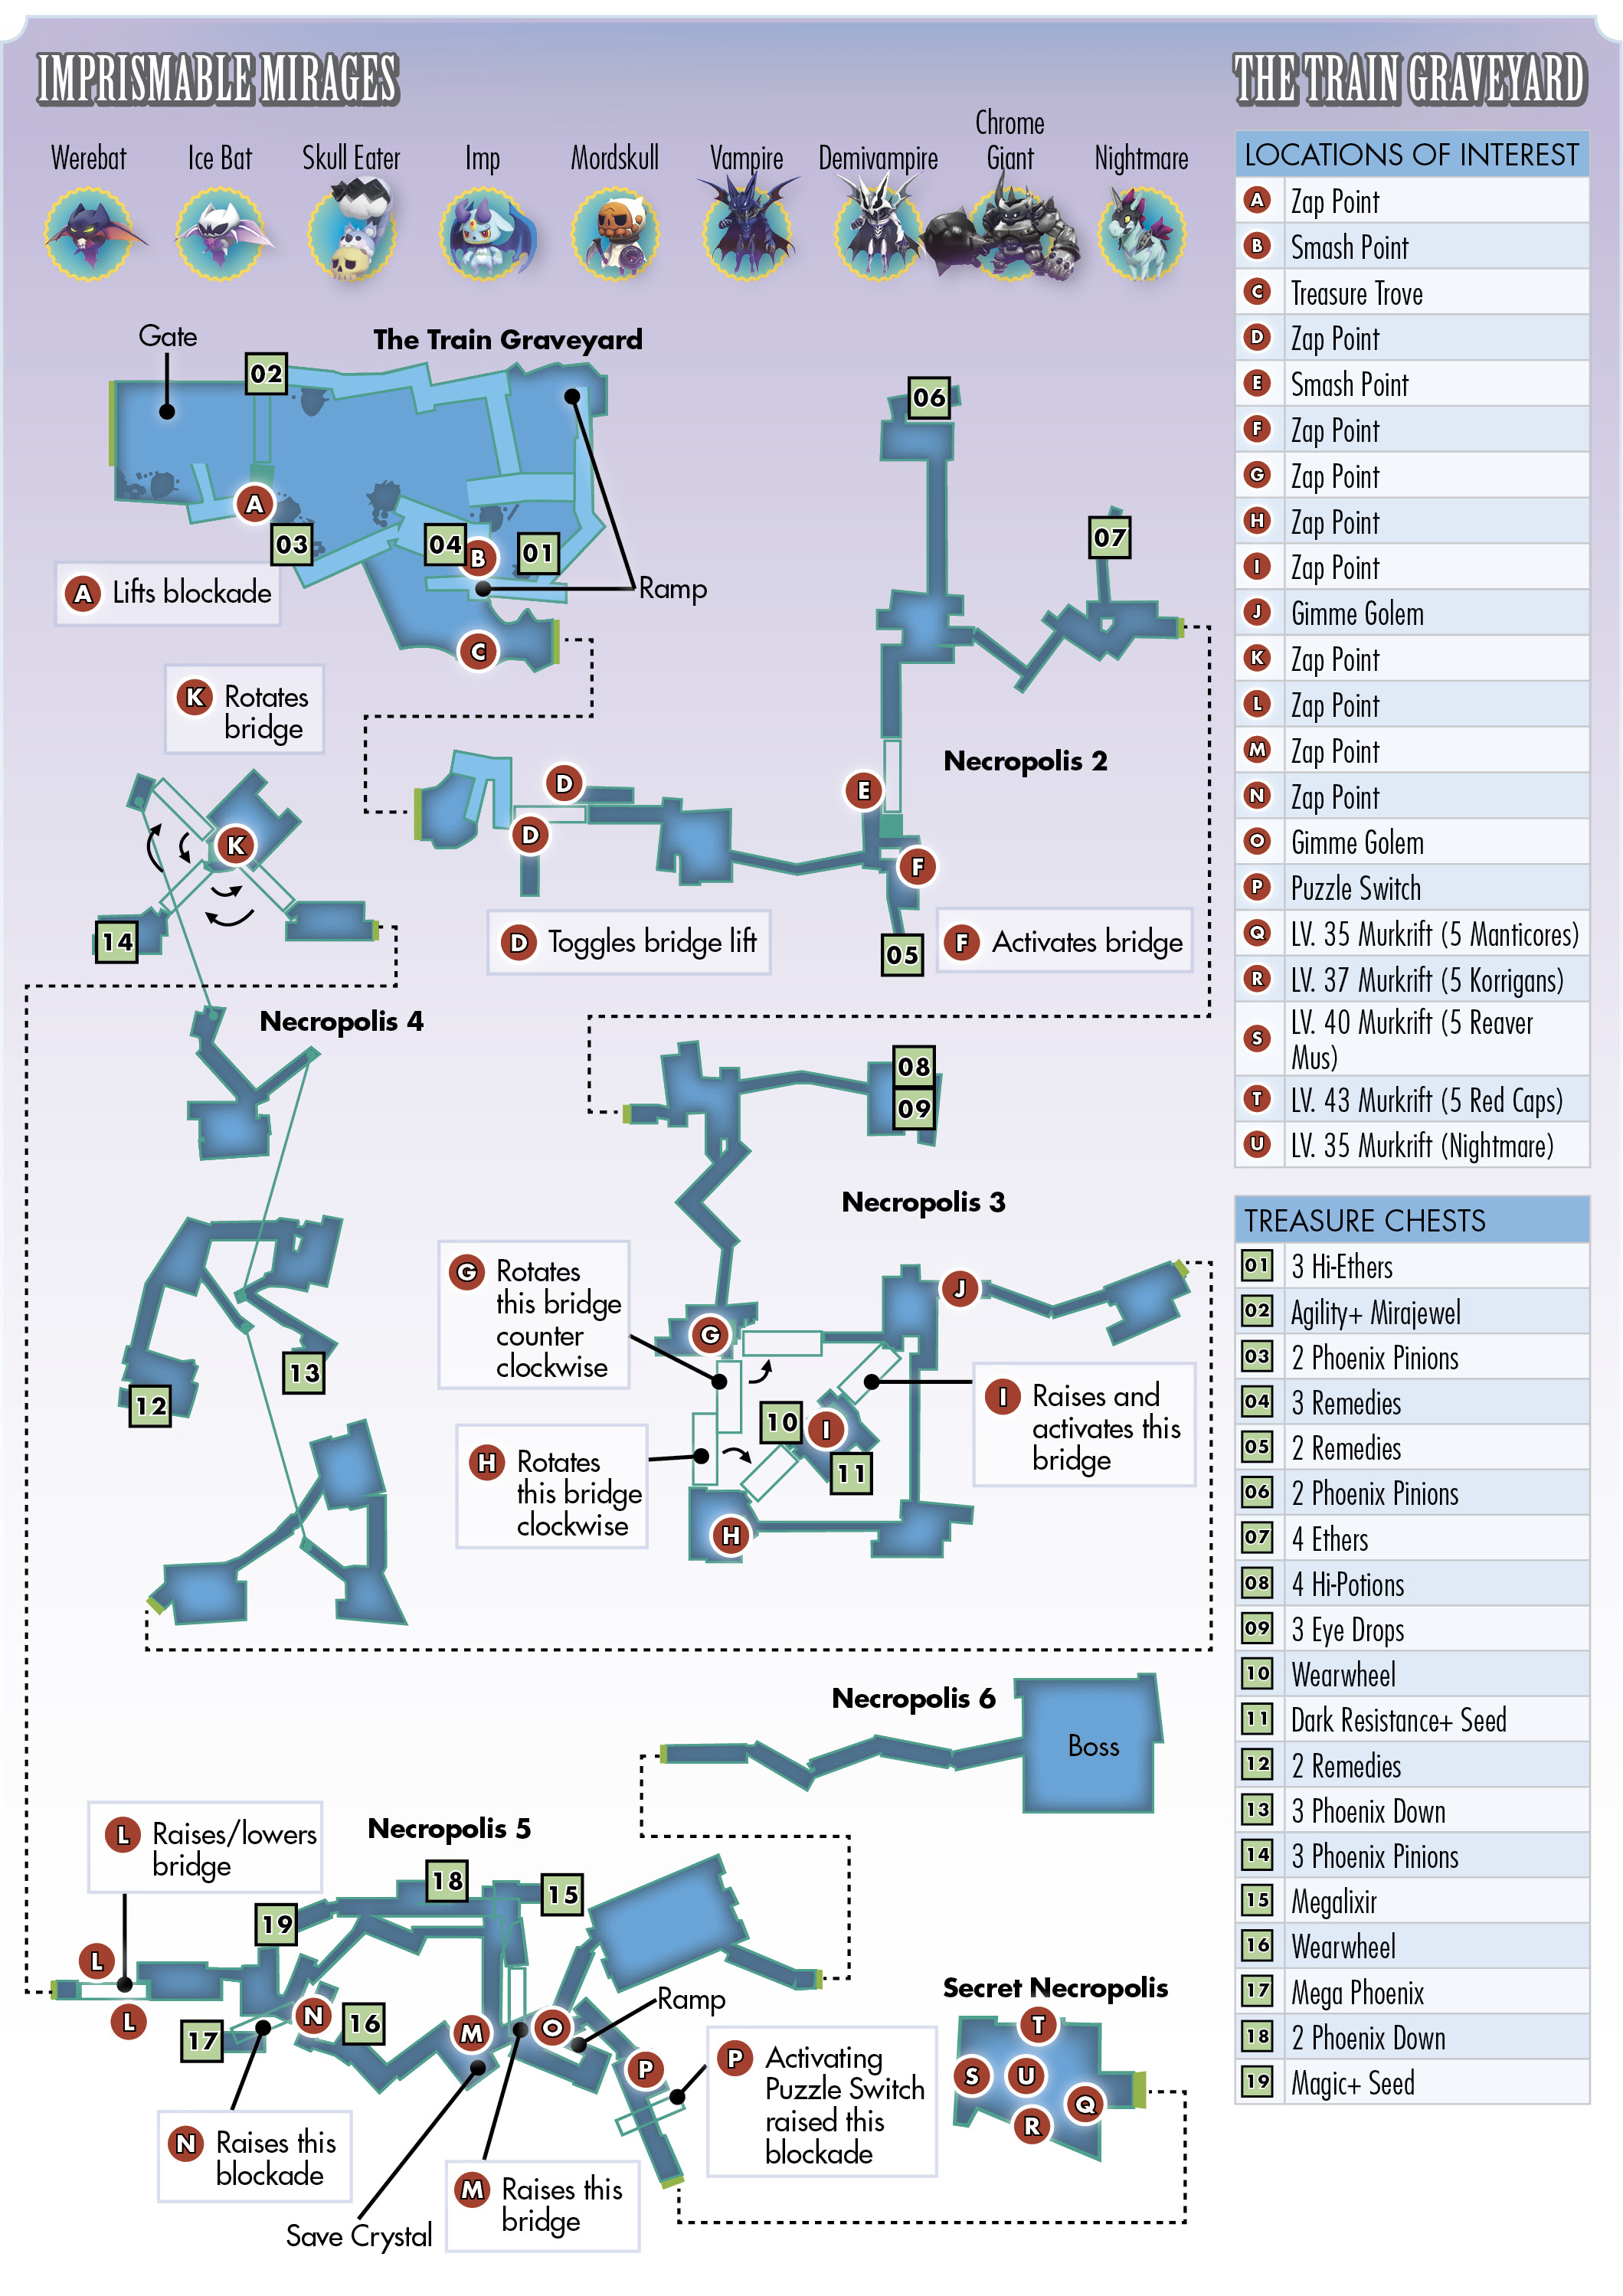 IMPRISMABLE MIRAGES
THE TRAIN GRAVEYARD
Werebat
Ice Bat
Skull Eater
Imp
Mordskull
Vampire
Demivampire
Chrome
Giant
Nightmare
LOCATIONS OF INTEREST
A Zap Point
B Smash Point
C Treasure Trove
D Zap Point
E Smash Point
F Zap Point
G Zap Point
H Zap Point
I Zap Point
J Gimme Golem
K Zap Point
L Zap Point
M Zap Point
N Zap Point
O Gimme Golem
P Puzzle Switch
Q LV. 35 Murkrift (5 Manticores)
R LV. 37 Murkrift (5 Korrigans)
S LV. 40 Murkrift (5 Reaver
Mus)
T LV. 43 Murkrift (5 Red Caps)
U LV. 35 Murkrift (Nightmare)
TREASURE CHESTS
01 3 Hi-Ethers
02 Agility+ Mirajewel
03 2 Phoenix Pinions
04 3 Remedies
05 2 Remedies
06 2 Phoenix Pinions
07 4 Ethers
08 4 Hi-Potions
09 3 Eye Drops
10 Wearwheel
11 Dark Resistance+ Seed
12 2 Remedies
13 3 Phoenix Down
14 3 Phoenix Pinions
15 Megalixir
16 Wearwheel
17 Mega Phoenix
18 2 Phoenix Down
19 Magic+ Seed
The Train Graveyard
Gate
02
A
03
04
B
01
Ramp
C
A Lifts blockade
Necropolis 2
06
07
D
D
E
F
05
D Toggles bridge lift
F Activates bridge
K Rotates
bridge
K
14
Necropolis 4
12
13
Necropolis 3
08
09
G Rotates
this bridge
counter
clockwise
G
J
10
I
11
H
I Raises and
activates this
bridge
H Rotates
this bridge
clockwise
Necropolis 6
Boss
Necropolis 5
L Raises/lowers
bridge
18
15
19
L
L
N
16
17
M
O
Ramp
P
P Activating
Puzzle Switch
raised this
blockade
N Raises this
blockade
M Raises this
bridge
Save Crystal
Secret Necropolis
T
S
U
Q
R